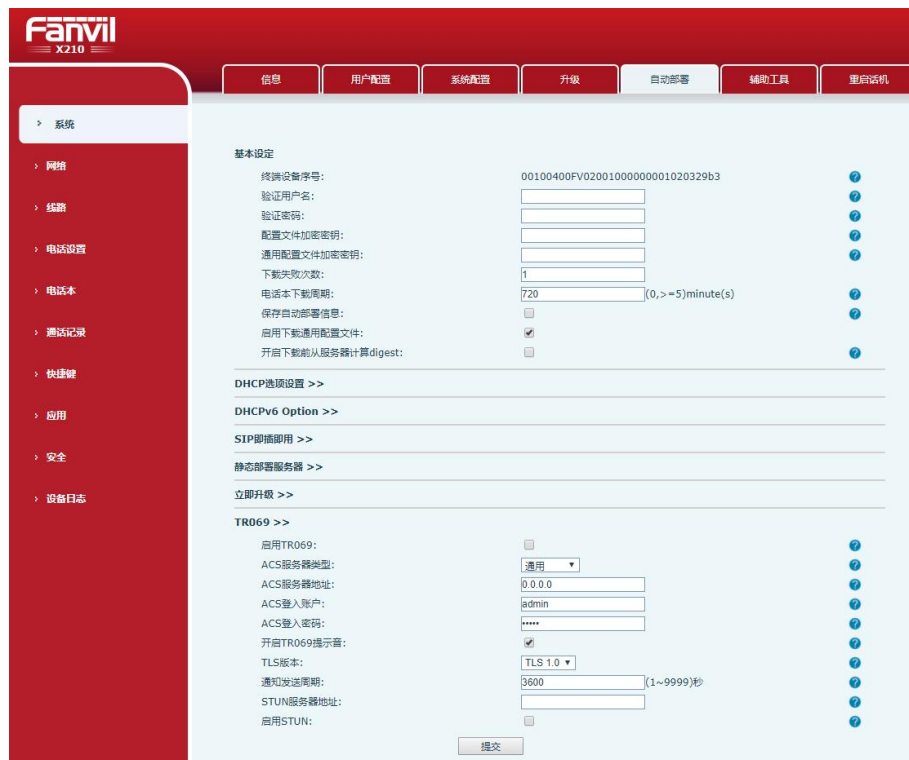 Fanvil
X210
信息 用户配置 系统配置 升级 自动部署 辅助工具 重启话机
› 系统
› 网络
› 线路
› 电话设置
› 电话本
› 通话记录
› 快捷键
› 应用
› 安全
› 设备日志
基本设定
终端设备序号: 00100400FV02001000000001020329b3
验证用户名:
验证密码:
配置文件加密密钥:
通用配置文件加密密钥:
下载失败次数: 1
电话本下载周期: 720 (0,>=5)minute(s)
保存自动部署信息:
启用下载通用配置文件:
开启下载前从服务器计算digest:
DHCP选项设置 >>
DHCPv6 Option >>
SIP即插即用 >>
静态部署服务器 >>
立即升级 >>
TR069 >>
启用TR069:
ACS服务器类型: 通用
ACS服务器地址: 0.0.0.0
ACS登入账户: admin
ACS登入密码: •••••
开启TR069提示音:
TLS版本: TLS 1.0
通知发送周期: 3600 (1~9999)秒
STUN服务器地址:
启用STUN:
提交